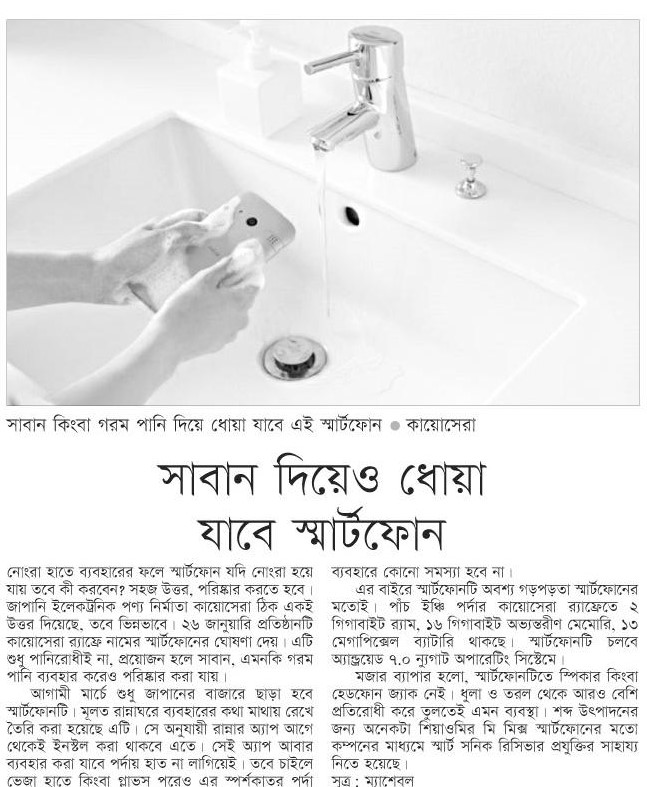 সাবান কিংবা গরম পানি দিয়ে ধোয়া যাবে এই স্মার্টফোন ● কায়োসেরা
সাবান দিয়েও ধোয়া
যাবে স্মার্টফোন
নোংরা হাতে ব্যবহারের ফলে স্মার্টফোন যদি নোংরা হয়ে
যায় তবে কী করবেন? সহজ উত্তর, পরিষ্কার করতে হবে।
জাপানি ইলেকট্রনিক পণ্য নির্মাতা কায়োসেরা ঠিক একই
উত্তর দিয়েছে, তবে ভিন্নভাবে। ২৬ জানুয়ারি প্রতিষ্ঠানটি
কায়োসেরা র‍্যাফ্রে নামের স্মার্টফোনের ঘোষণা দেয়। এটি
শুধু পানিরোধীই না, প্রয়োজন হলে সাবান, এমনকি গরম
পানি ব্যবহার করেও পরিষ্কার করা যায়।
আগামী মার্চে শুধু জাপানের বাজারে ছাড়া হবে
স্মার্টফোনটি। মূলত রান্নাঘরে ব্যবহারের কথা মাথায় রেখে
তৈরি করা হয়েছে এটি। সে অনুযায়ী রান্নার অ্যাপ আগে
থেকেই ইনস্টল করা থাকবে এতে। সেই অ্যাপ আবার
ব্যবহার করা যাবে পর্দায় হাত না লাগিয়েই। তবে চাইলে
ভেজা হাতে কিংবা গ্লাভস পরেও এর স্পর্শকাতর পর্দা
ব্যবহারে কোনো সমস্যা হবে না।
এর বাইরে স্মার্টফোনটি অবশ্য গড়পড়তা স্মার্টফোনের
মতোই। পাঁচ ইঞ্চি পর্দার কায়োসেরা র‍্যাফ্রেতে ২
গিগাবাইট র‍্যাম, ১৬ গিগাবাইট অভ্যন্তরীণ মেমোরি, ১৩
মেগাপিক্সেল ব্যাটারি থাকছে। স্মার্টফোনটি চলবে
অ্যান্ড্রয়েড ৭.০ ন্যুগাট অপারেটিং সিস্টেমে।
মজার ব্যাপার হলো, স্মার্টফোনটিতে স্পিকার কিংবা
হেডফোন জ্যাক নেই। ধুলা ও তরল থেকে আরও বেশি
প্রতিরোধী করে তুলতেই এমন ব্যবস্থা। শব্দ উৎপাদনের
জন্য অনেকটা শিয়াওমির মি মিক্স স্মার্টফোনের মতো
কম্পনের মাধ্যমে স্মার্ট সনিক রিসিভার প্রযুক্তির সাহায্য
নিতে হয়েছে।
সূত্র : ম্যাশেবল